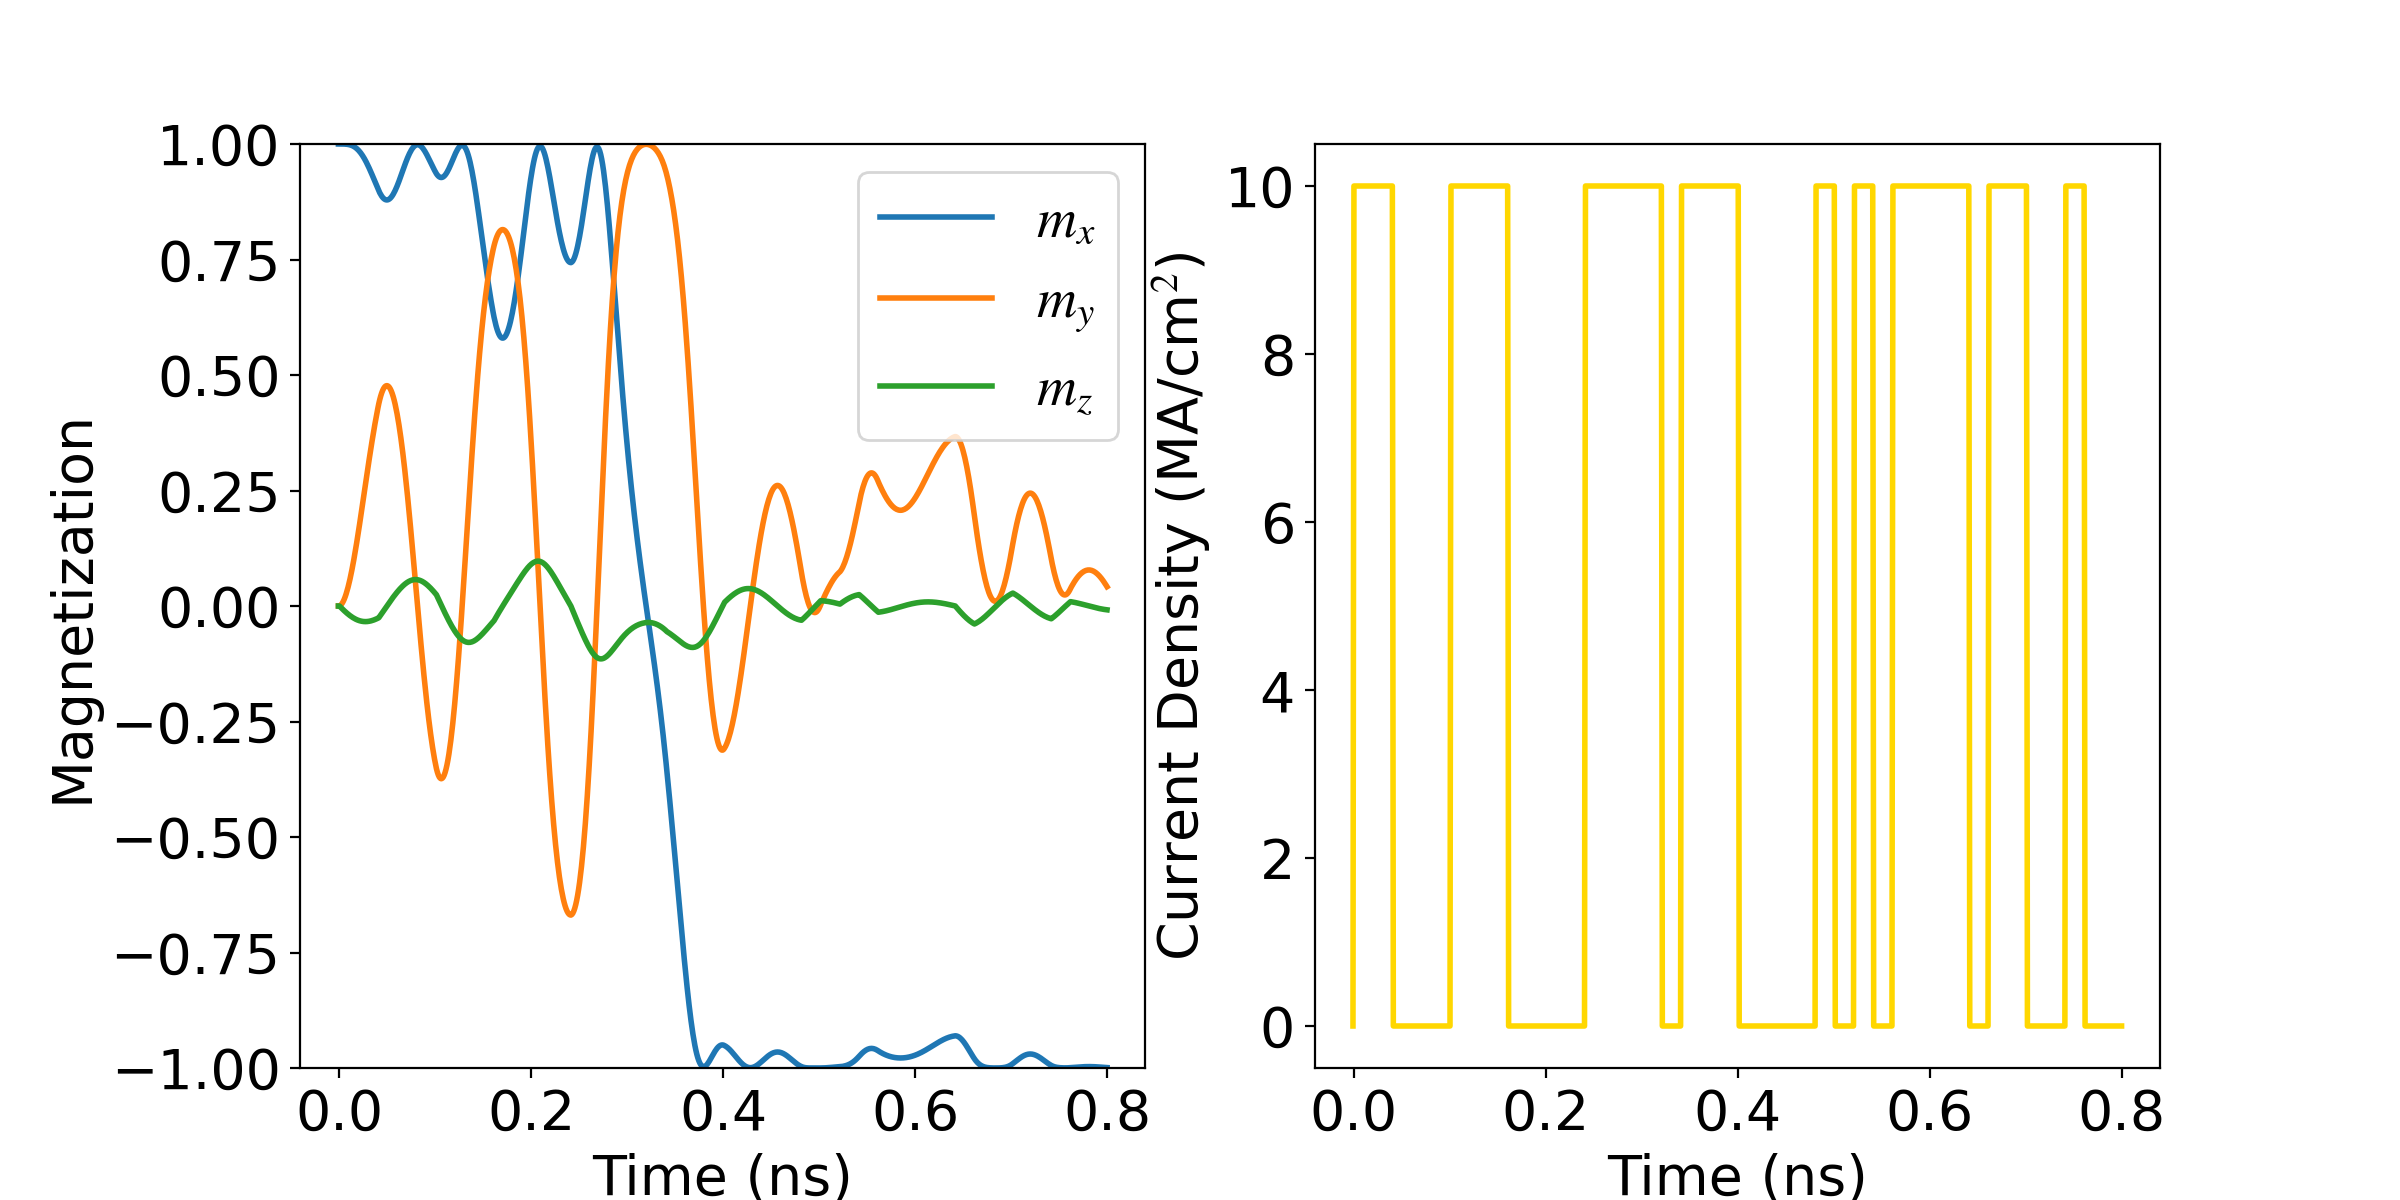 1.00
0.75
0.50
0.25
0.00
−0.25
−0.50
−0.75
−1.00
Magnetization
0.0 0.2 0.4 0.6 0.8
Time (ns)
m_x
m_y
m_z
10
8
6
4
2
0
Current Density (MA/cm²)
0.0 0.2 0.4 0.6 0.8
Time (ns)